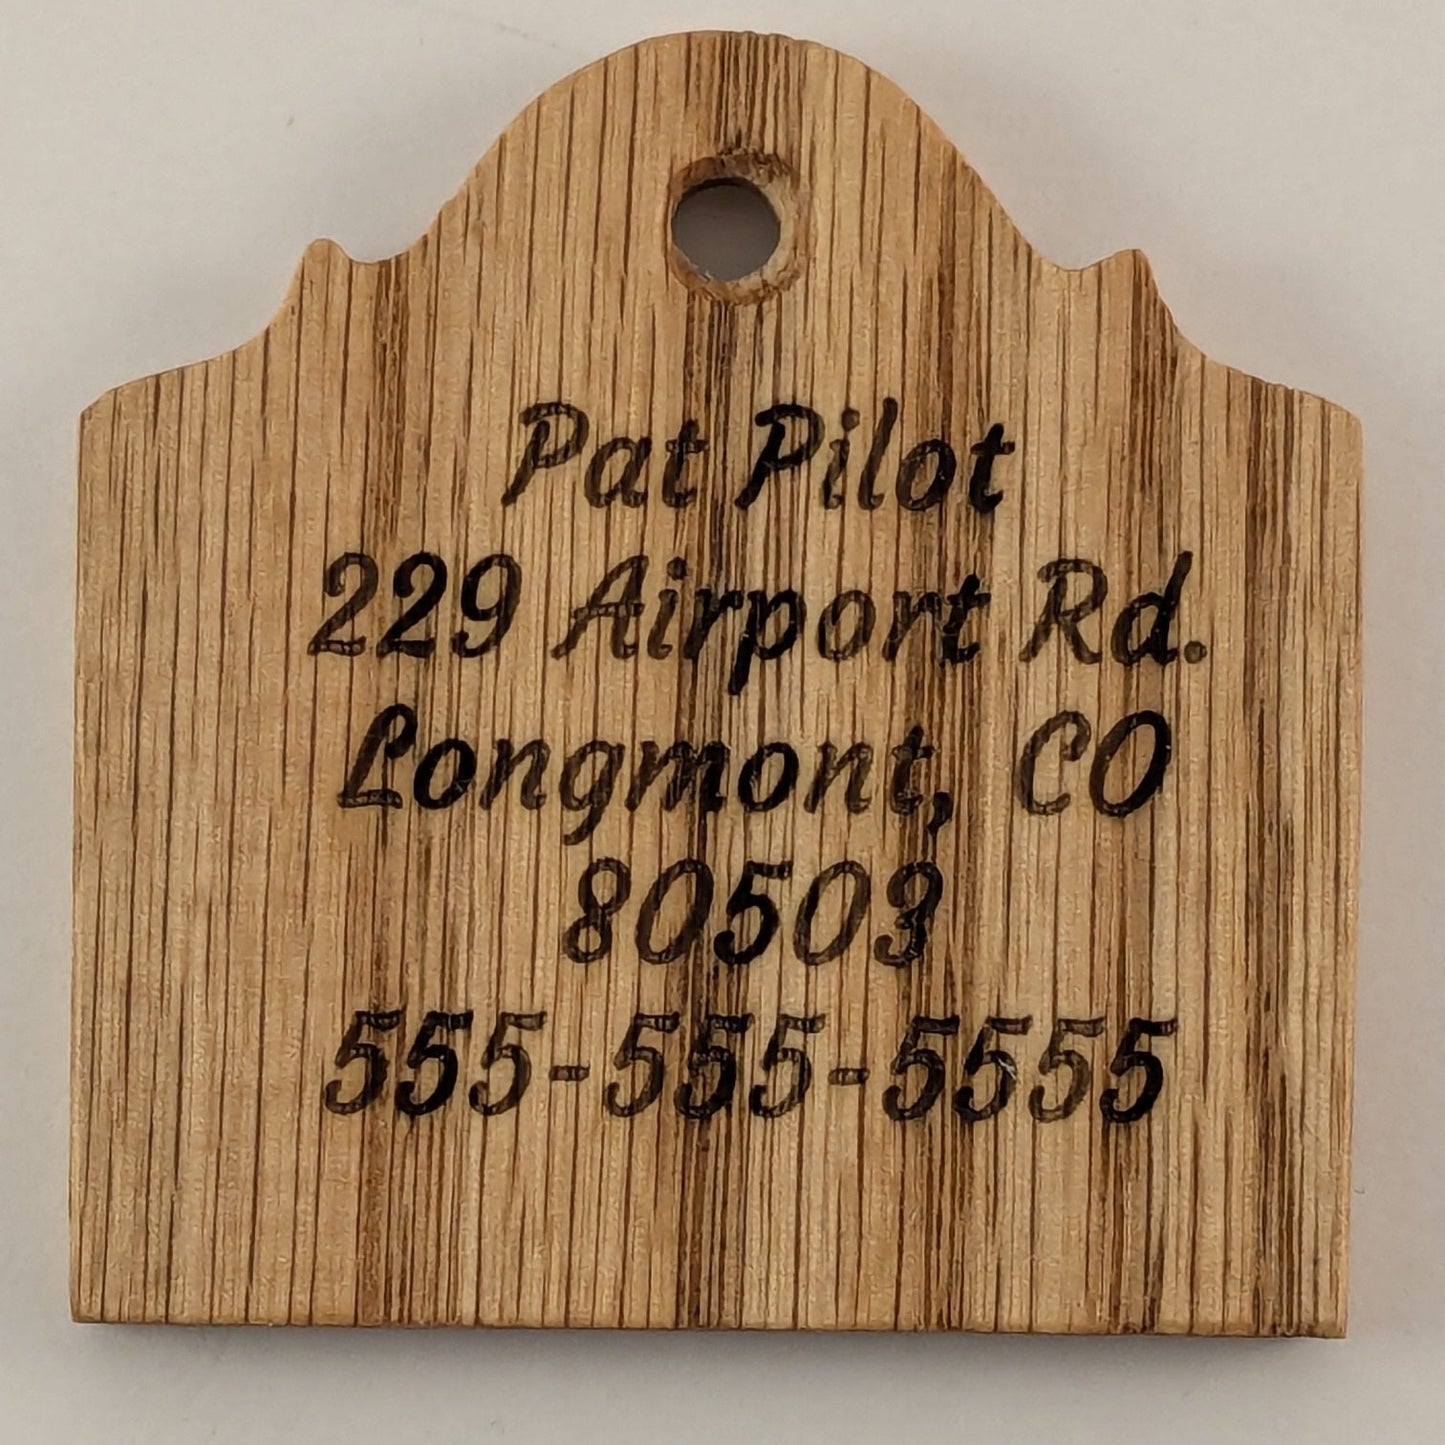 Pat Pilot
229 Airport Rd.
Longmont, CO
80503
555-555-5555